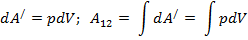 dA^/ = pdV; A₁₂ = ∫ dA^/ = ∫ pdV